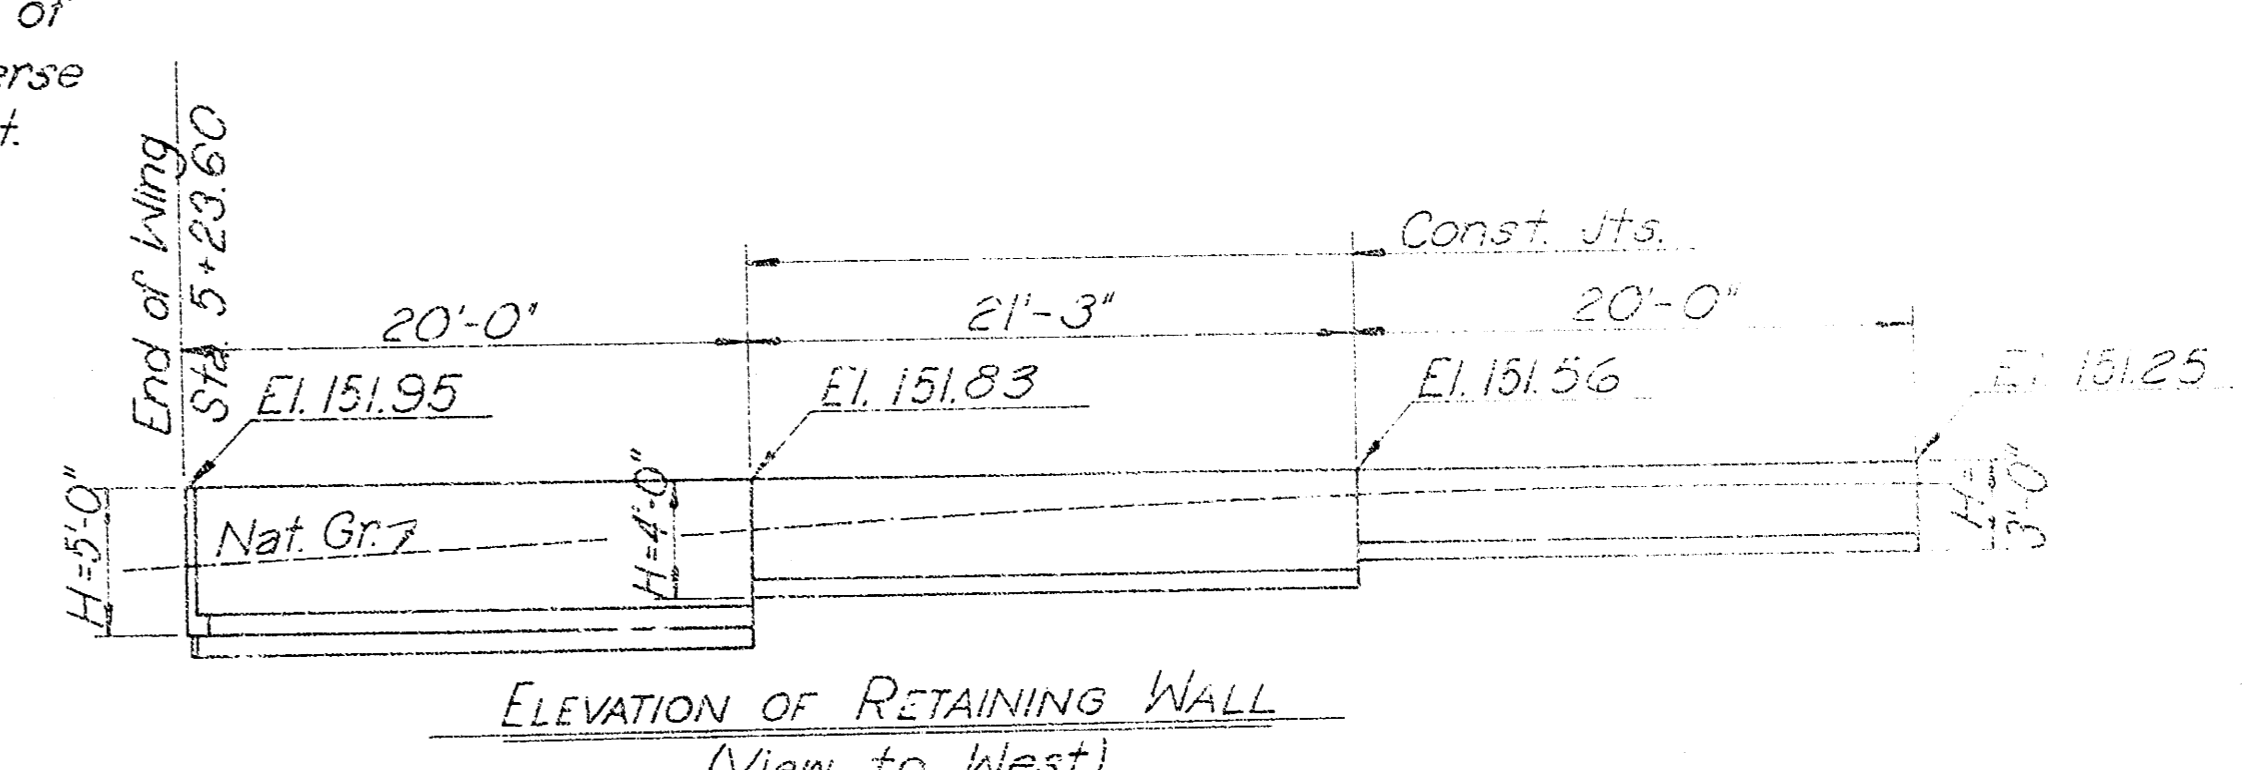 of
erse
t.
End of Wing
Sta. 5+23.60
Const. Jts.
20'-0"
21'-3"
20'-0"
El. 151.95
El. 151.83
El. 151.56
El. 151.25
H=5'-0"
H=4'-0"
H=
3'-0"
Nat. Gr.
ELEVATION OF RETAINING WALL
(View to West)